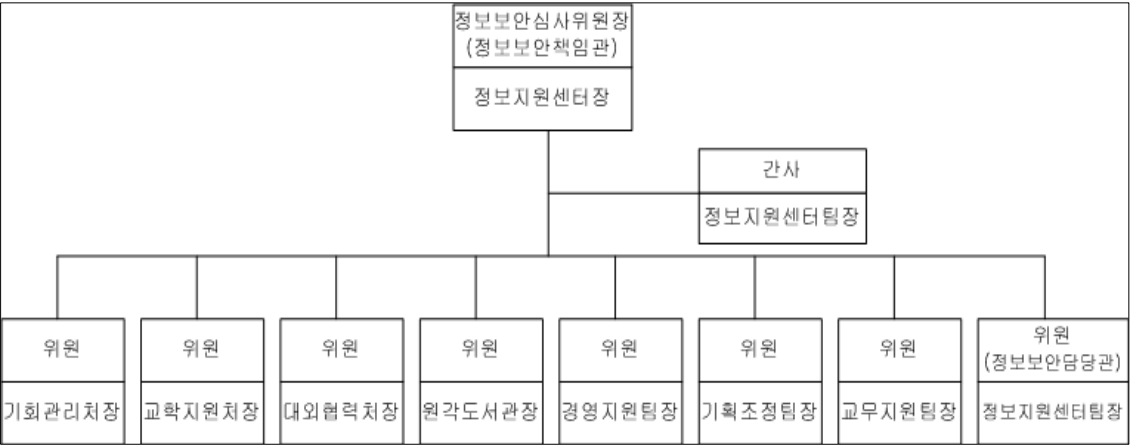 정보보안심사위원장
(정보보안책임관)
정보지원센터장
간사
정보지원센터팀장
위원
기회관리처장
위원
교학지원처장
위원
대외협력처장
위원
원각도서관장
위원
경영지원팀장
위원
기획조정팀장
위원
교무지원팀장
위원
(정보보안담당관)
정보지원센터팀장